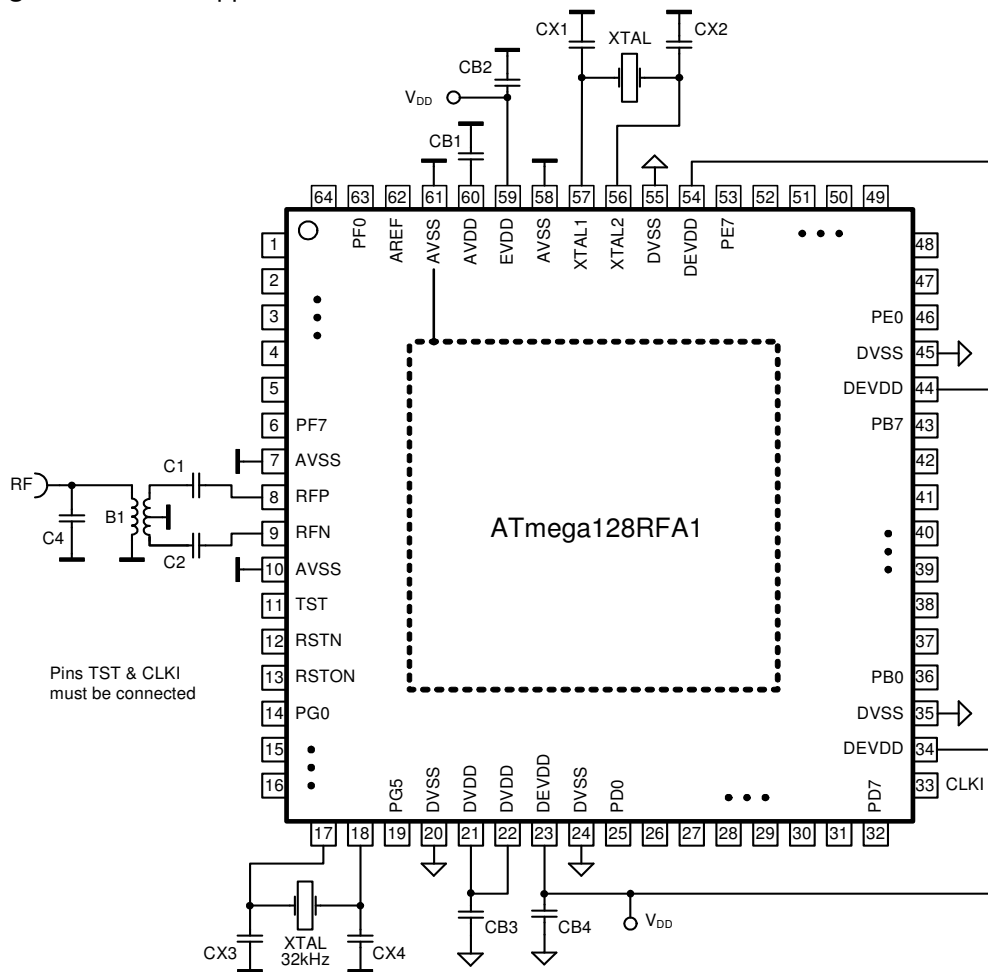 CX1
XTAL
CX2
CB2
VDD
CB1
64 63 62 61 60 59 58 57 56 55 54 53 52 51 50 49
PF0
AREF
AVSS
AVDD
EVDD
AVSS
XTAL1
XTAL2
DVSS
DEVDD
PE7
1
2
3
4
5
6 PF7
7 AVSS
8 RFP
9 RFN
10 AVSS
11 TST
12 RSTN
13 RSTON
14 PG0
15
16
RF
C4
B1
C1
C2
Pins TST & CLKI
must be connected
ATmega128RFA1
48
47
PE0 46
DVSS 45
DEVDD 44
PB7 43
42
41
40
39
38
37
PB0 36
DVSS 35
DEVDD 34
33 CLKI
PG5
DVSS
DVDD
DVDD
DEVDD
DVSS
PD0
PD7
17 18 19 20 21 22 23 24 25 26 27 28 29 30 31 32
CX3
XTAL
32kHz
CX4
CB3
CB4
VDD